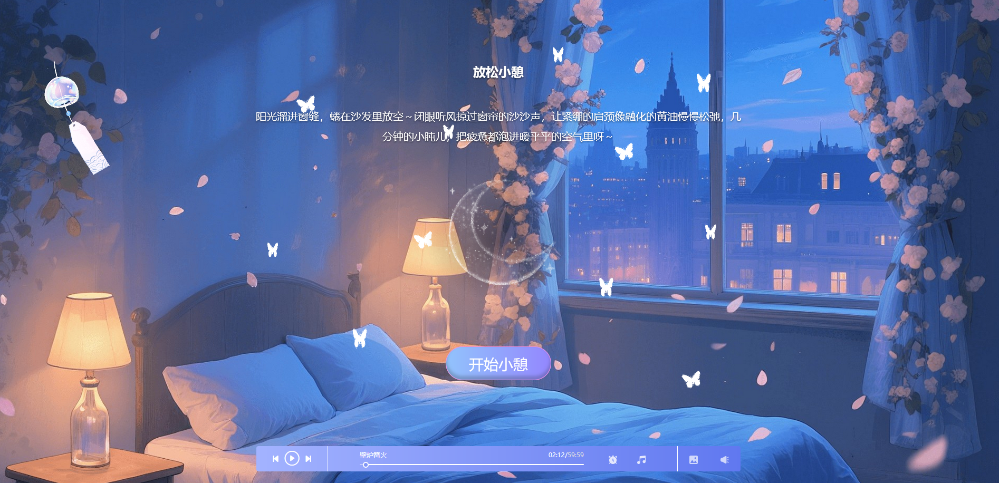 放松小憩
阳光溜进窗缝，蜷在沙发里放空～闭眼听风掠过窗帘的沙沙声，让紧绷的肩颈像融化的黄油慢慢松弛，几
分钟的小盹儿，把疲惫都泡进暖乎乎的空气里呀～
开始小憩
壁炉篝火
02:12/59:59